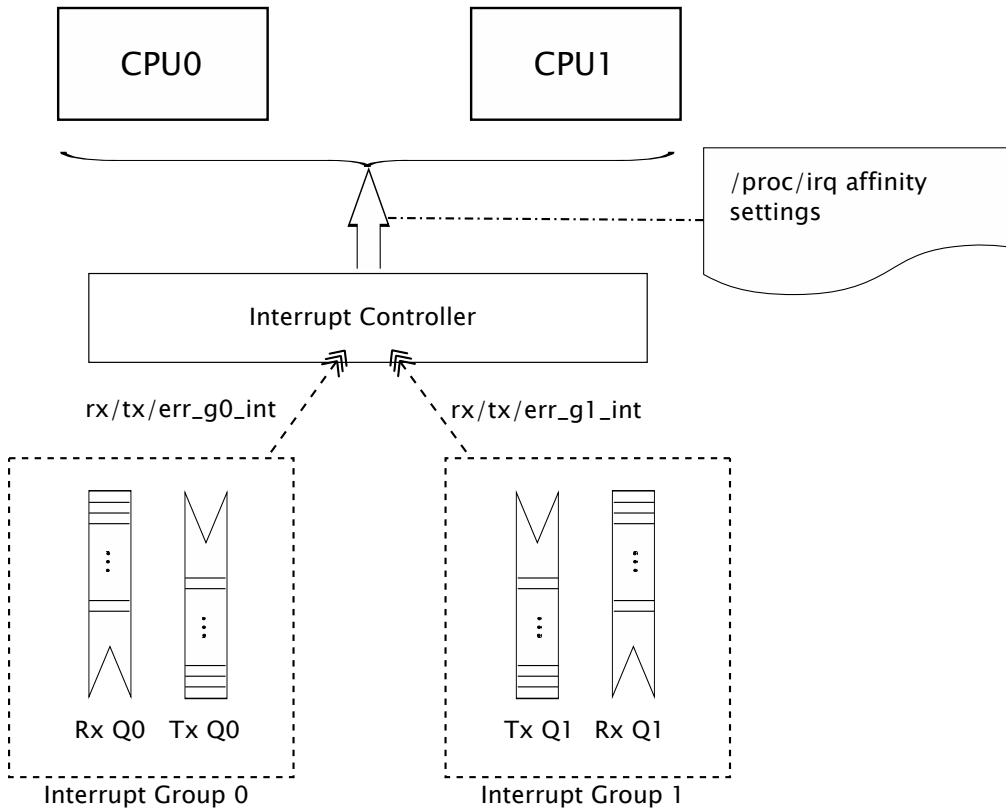 CPU0
CPU1
/proc/irq affinity
settings
Interrupt Controller
rx/tx/err_g0_int
rx/tx/err_g1_int
Rx Q0
Tx Q0
Tx Q1
Rx Q1
Interrupt Group 0
Interrupt Group 1